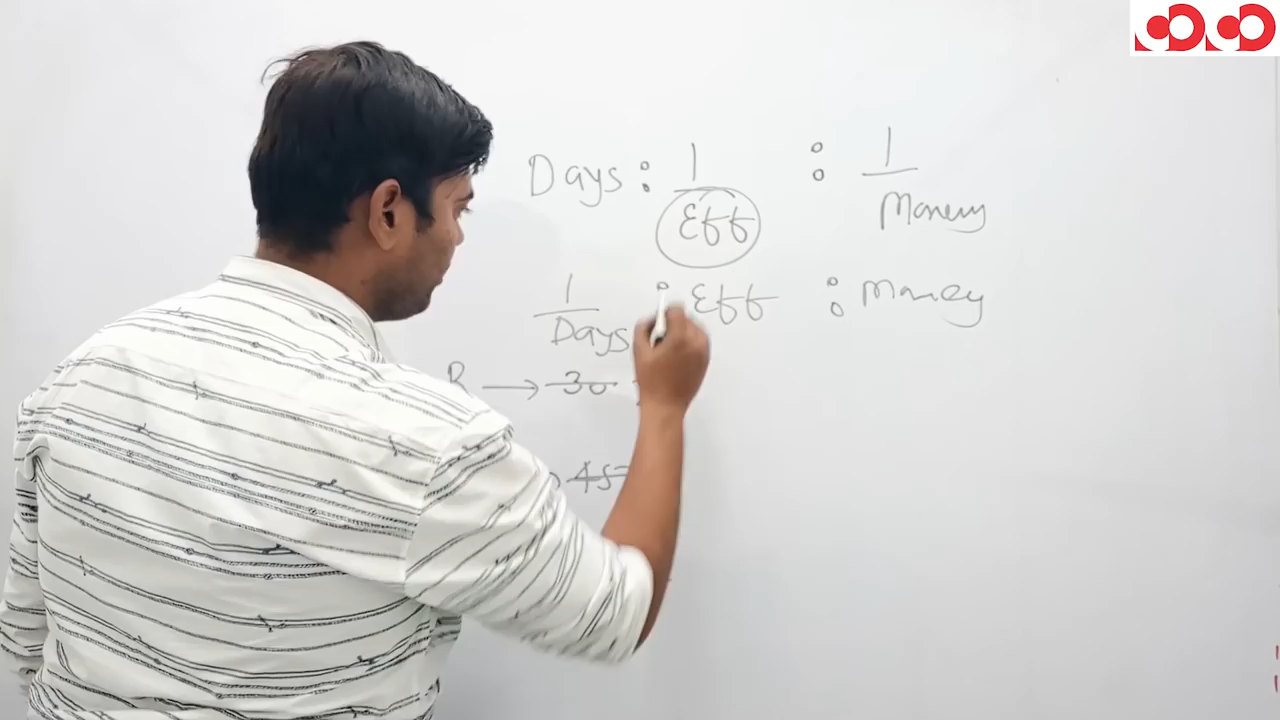 Days : 1/Eff : 1/Money
1/Days : Eff : Money
R → 30
45